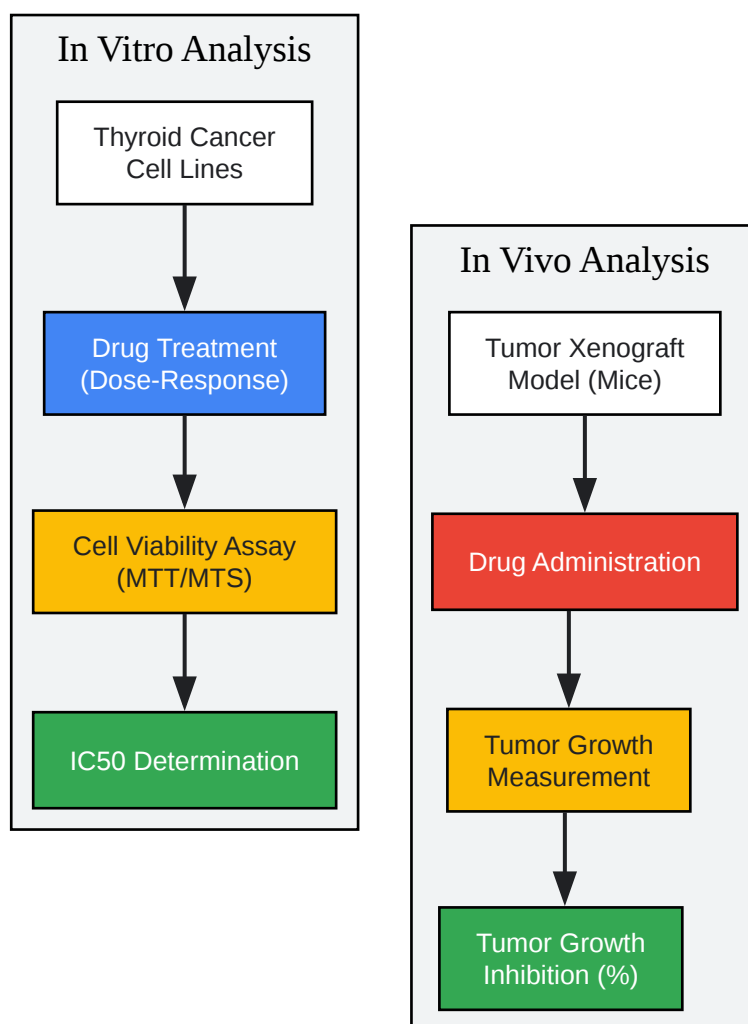 In Vitro Analysis
Thyroid Cancer
Cell Lines
Drug Treatment
(Dose-Response)
Cell Viability Assay
(MTT/MTS)
IC50 Determination
In Vivo Analysis
Tumor Xenograft
Model (Mice)
Drug Administration
Tumor Growth
Measurement
Tumor Growth
Inhibition (%)